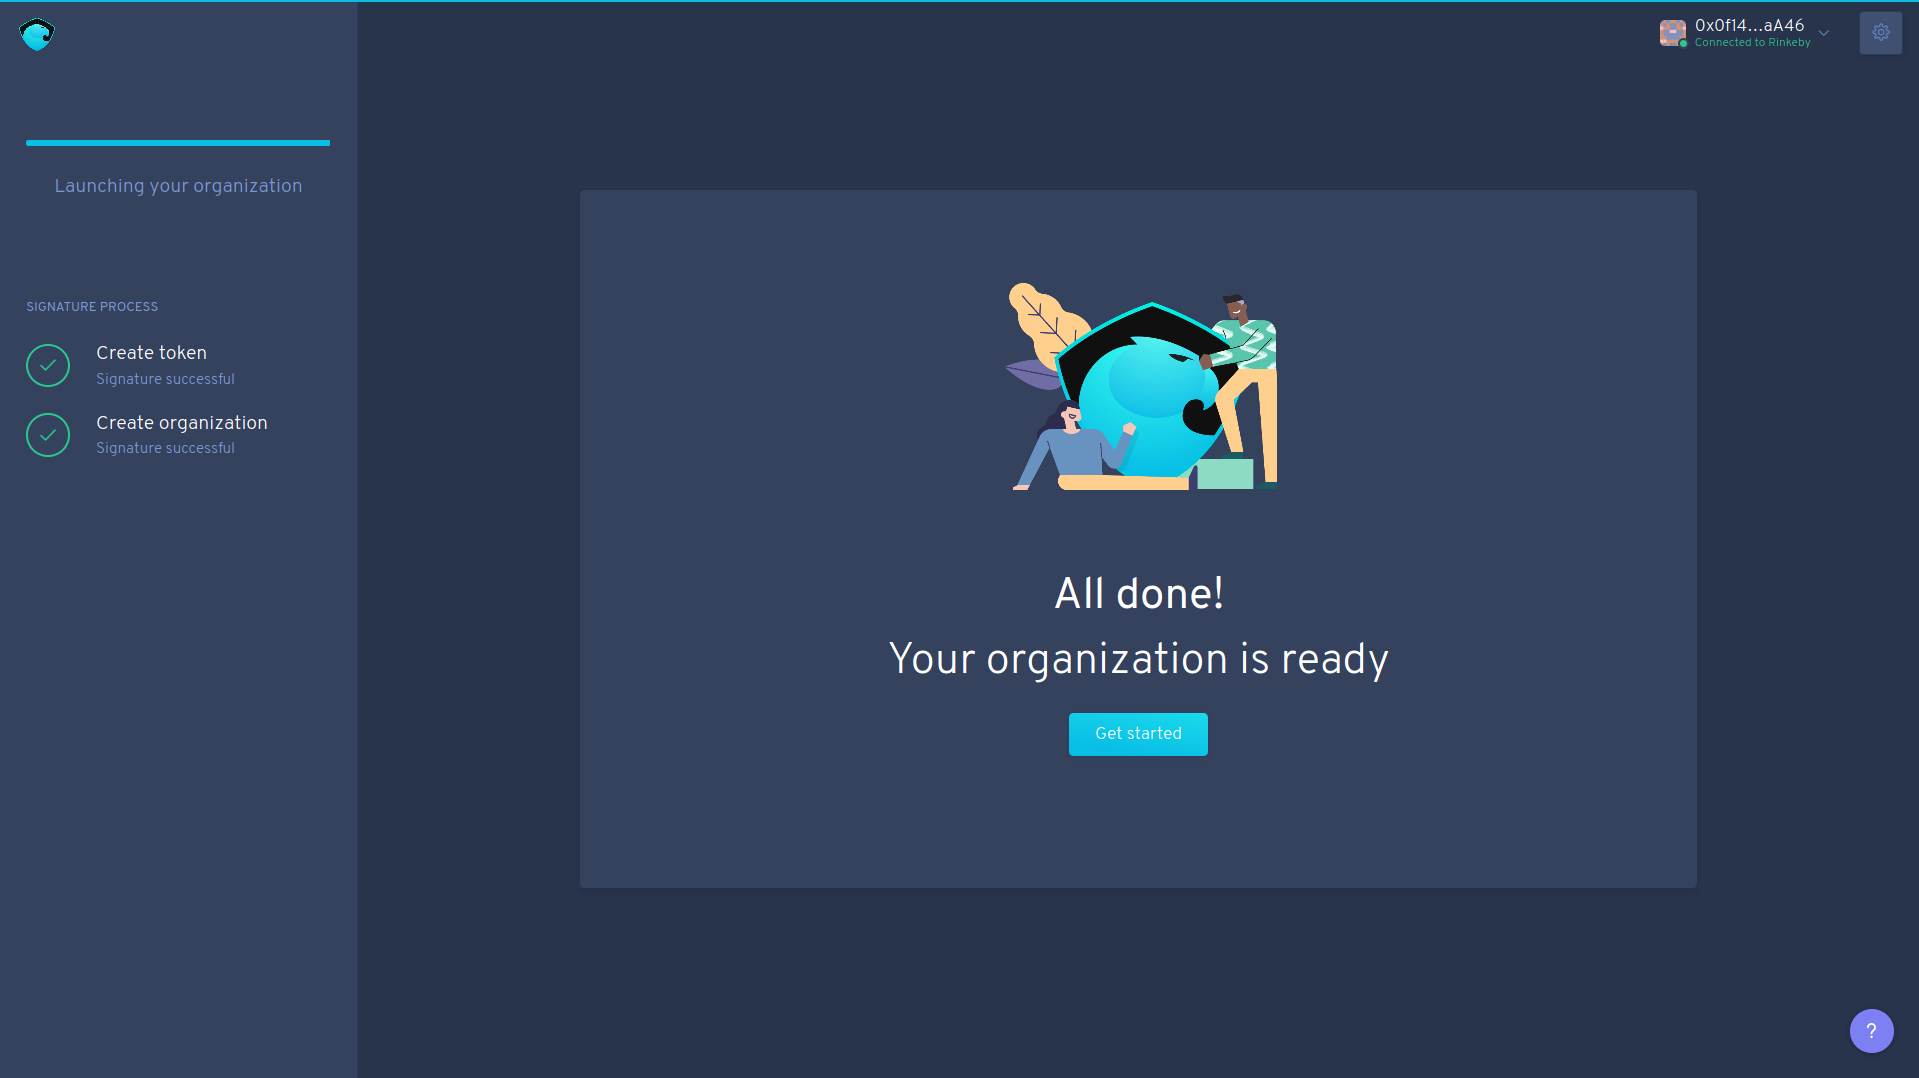 0x0f14…aA46
Connected to Rinkeby
Launching your organization
SIGNATURE PROCESS
Create token
Signature successful
Create organization
Signature successful
All done!
Your organization is ready
Get started
?